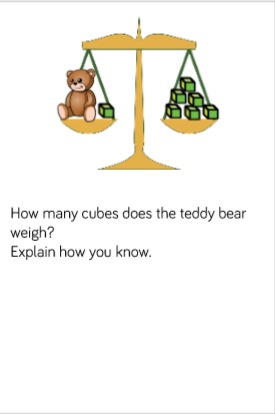 How many cubes does the teddy bear
weigh?
Explain how you know.